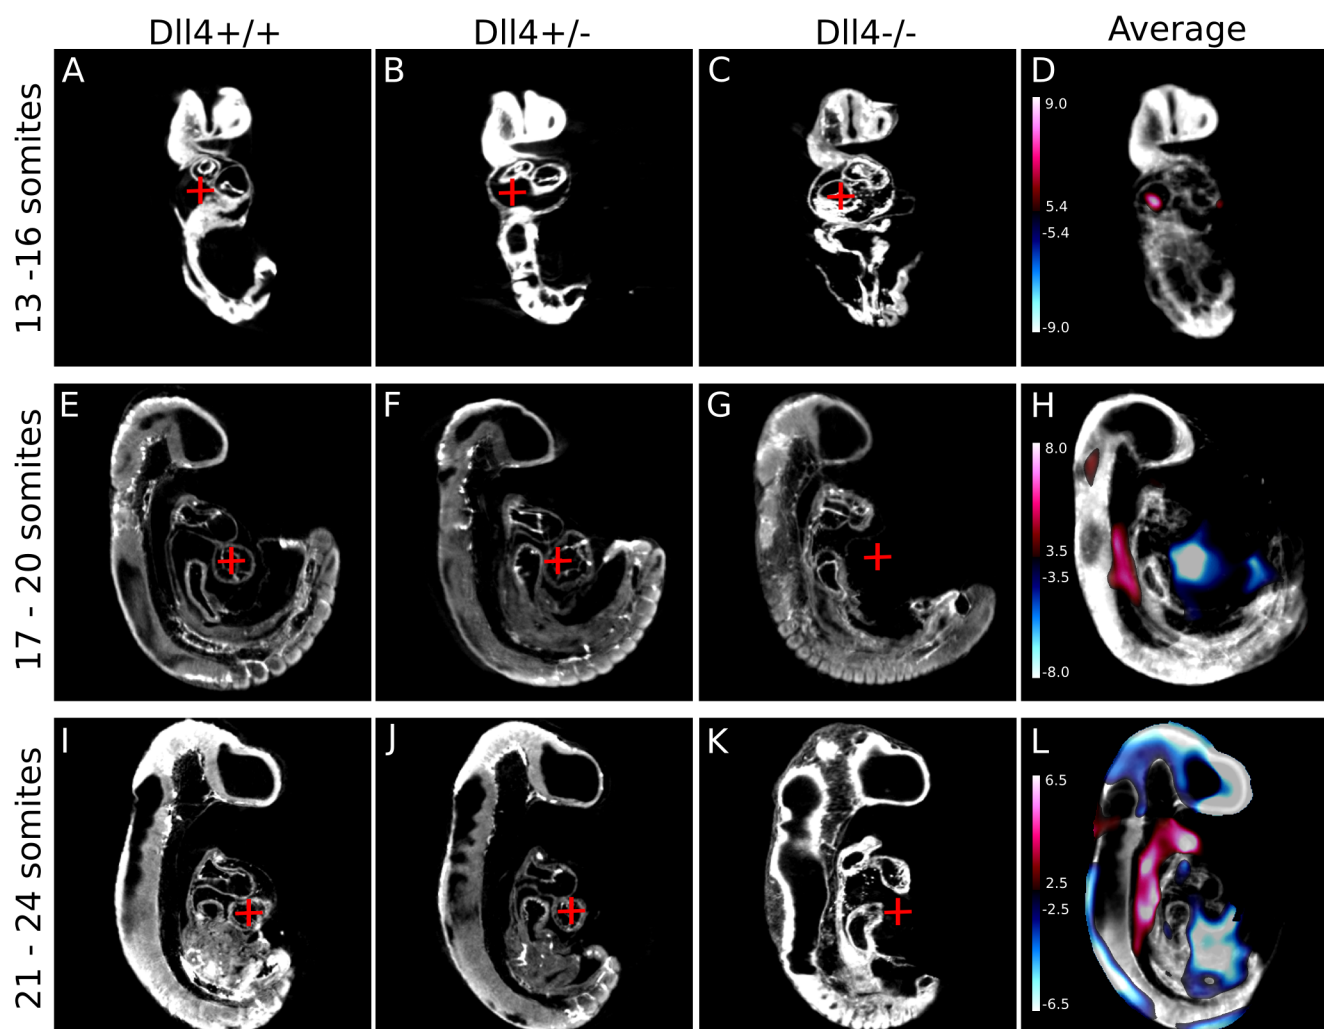 Dll4+/+ Dll4+/- Dll4-/- Average
13 -16 somites
A B C D
9.0
5.4
-5.4
-9.0
17 - 20 somites
E F G H
8.0
3.5
-3.5
-8.0
21 - 24 somites
I J K L
6.5
2.5
-2.5
-6.5